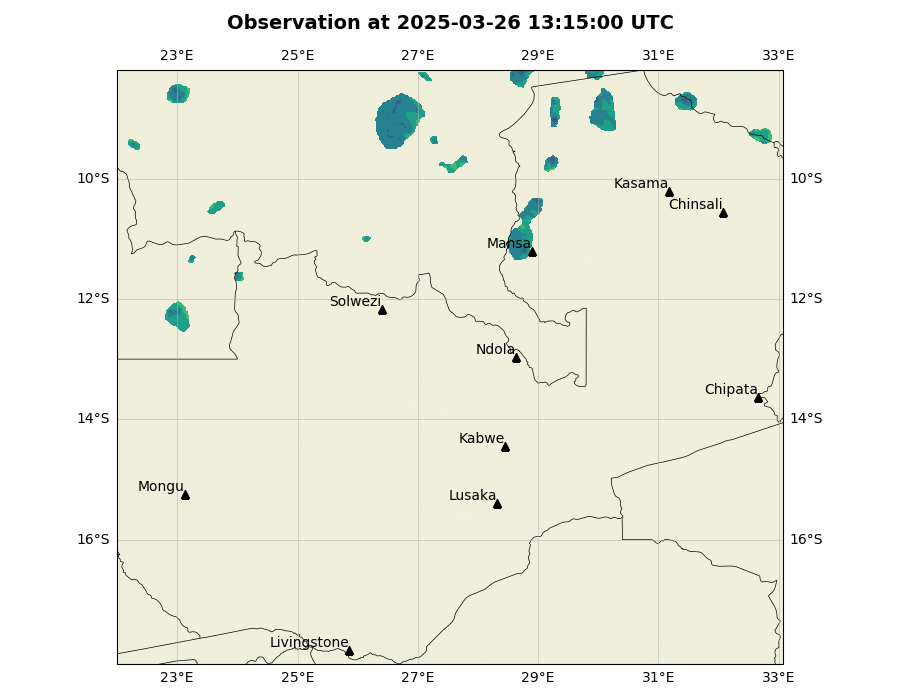 Observation at 2025-03-26 13:15:00 UTC
23°E 25°E 27°E 29°E 31°E 33°E
10°S 10°S
Kasama
Chinsali
Mansa
12°S 12°S
Solwezi
Ndola
Chipata
14°S 14°S
Kabwe
Mongu
Lusaka
16°S 16°S
Livingstone
23°E 25°E 27°E 29°E 31°E 33°E